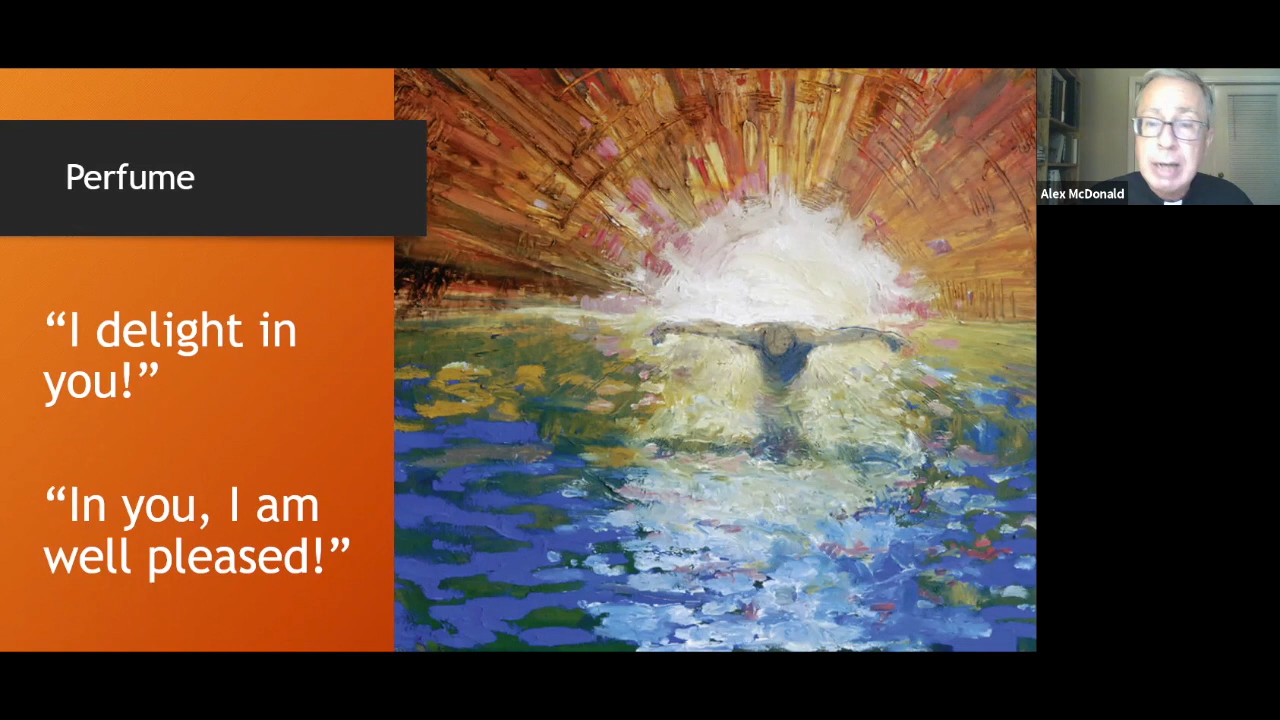 Perfume
“I delight in
you!”
“In you, I am
well pleased!”
Alex McDonald